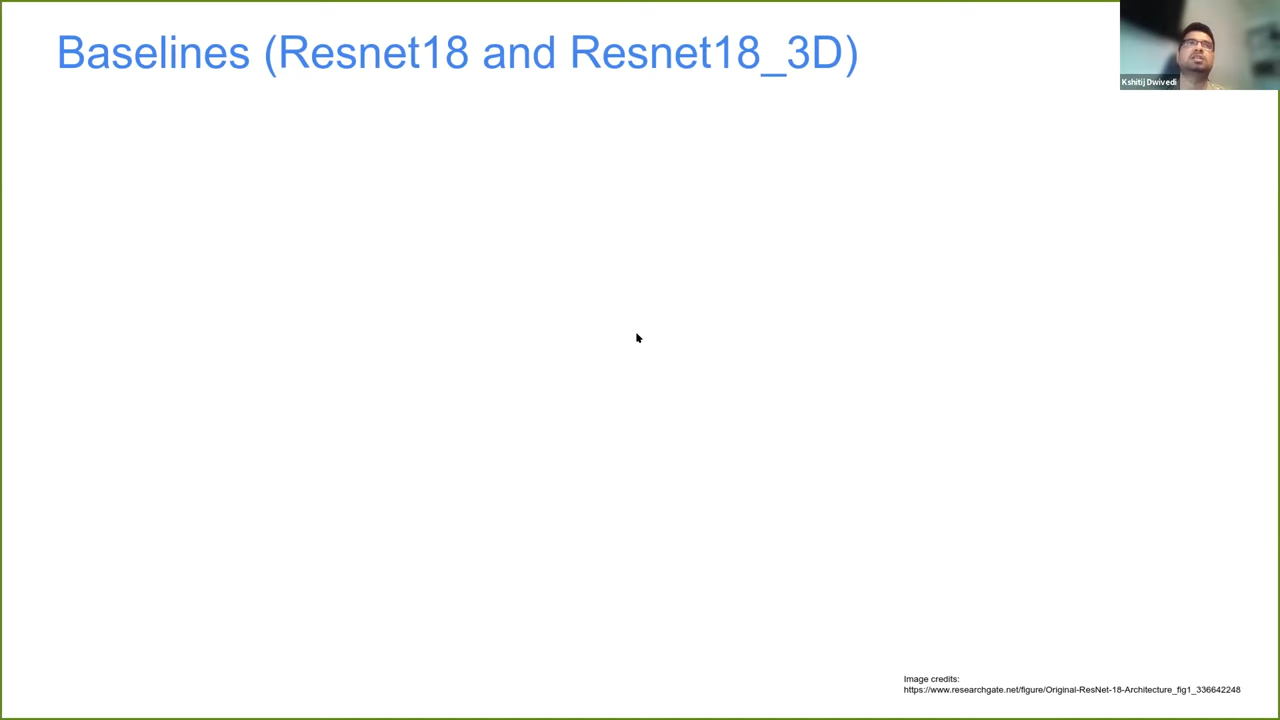 Baselines (Resnet18 and Resnet18_3D)
Kshitij Dwivedi
Image credits:
https://www.researchgate.net/figure/Original-ResNet-18-Architecture_fig1_336642248